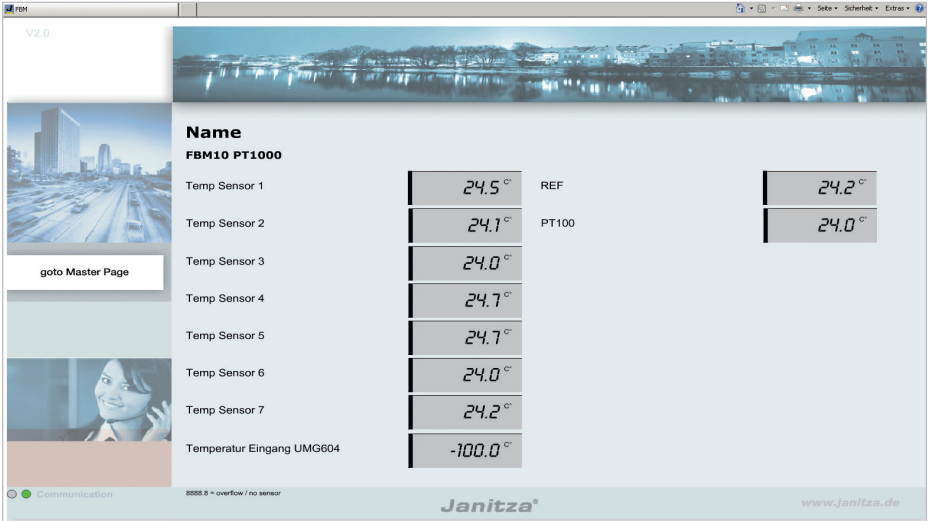 FBM
Seite Sicherheit Extras
V2.0
Name
FBM10 PT1000
Temp Sensor 1 24.5 C° REF 24.2 C°
Temp Sensor 2 24.1 C° PT100 24.0 C°
Temp Sensor 3 24.0 C°
goto Master Page
Temp Sensor 4 24.7 C°
Temp Sensor 5 24.7 C°
Temp Sensor 6 24.0 C°
Temp Sensor 7 24.2 C°
Temperatur Eingang UMG604 -100.0 C°
Communication
8888.8 = overflow / no sensor
Janitza®
www.janitza.de